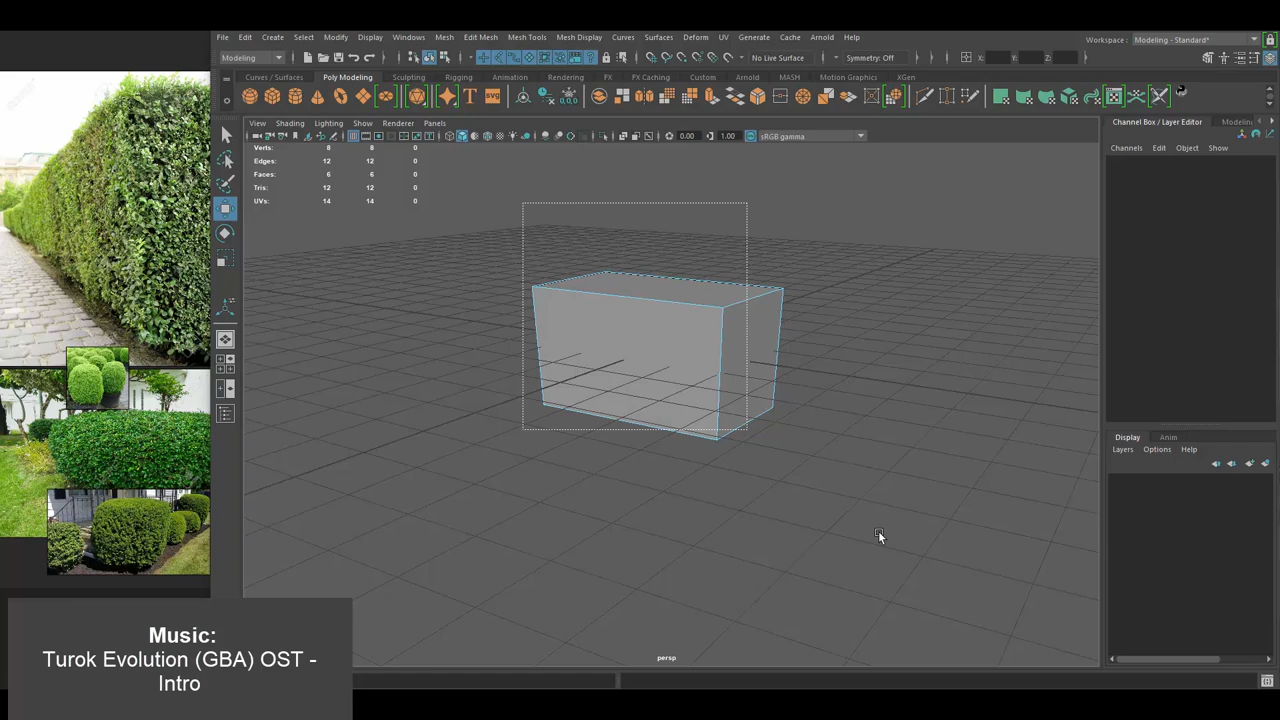 File Edit Create Select Modify Display Windows Mesh Edit Mesh Mesh Tools Mesh Display Curves Surfaces Deform UV Generate Cache Arnold Help
Workspace: Modeling - Standard*
Modeling
No Live Surface
Symmetry: Off
X:
Y:
Z:
Curves / Surfaces Poly Modeling Sculpting Rigging Animation Rendering FX FX Caching Custom Arnold MASH Motion Graphics XGen
SVG
0,0,0
View Shading Lighting Show Renderer Panels
0.00
1.00
sRGB gamma
Verts: 8 8 0
Edges: 12 12 0
Faces: 6 6 0
Tris: 12 12 0
UVs: 14 14 0
Channel Box / Layer Editor
Channels Edit Object Show
Display Anim
Layers Options Help
persp
Music:
Turok Evolution (GBA) OST -
Intro